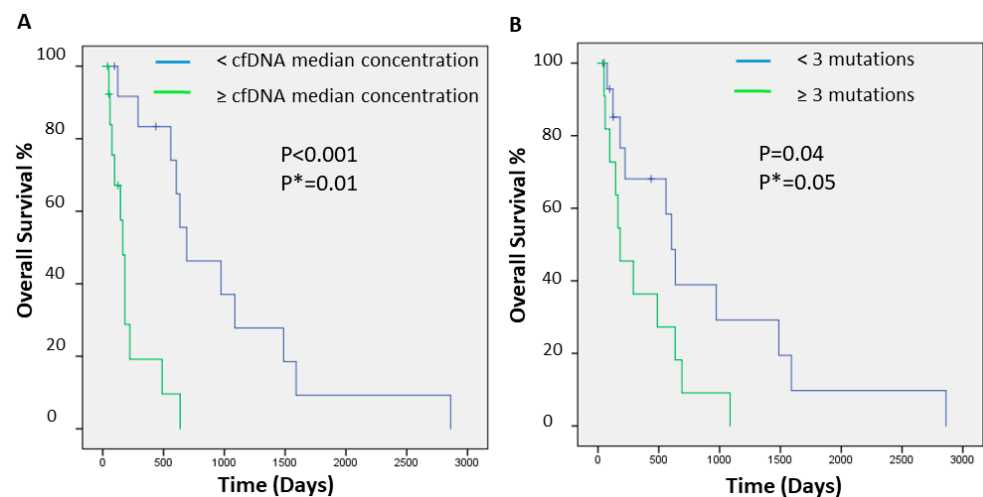 A
Overall Survival %
100
80
60
40
20
0
< cfDNA median concentration
≥ cfDNA median concentration
P<0.001
P*=0.01
0 500 1000 1500 2000 2500 3000
Time (Days)
B
Overall Survival %
100
80
60
40
20
0
< 3 mutations
≥ 3 mutations
P=0.04
P*=0.05
0 500 1000 1500 2000 2500 3000
Time (Days)